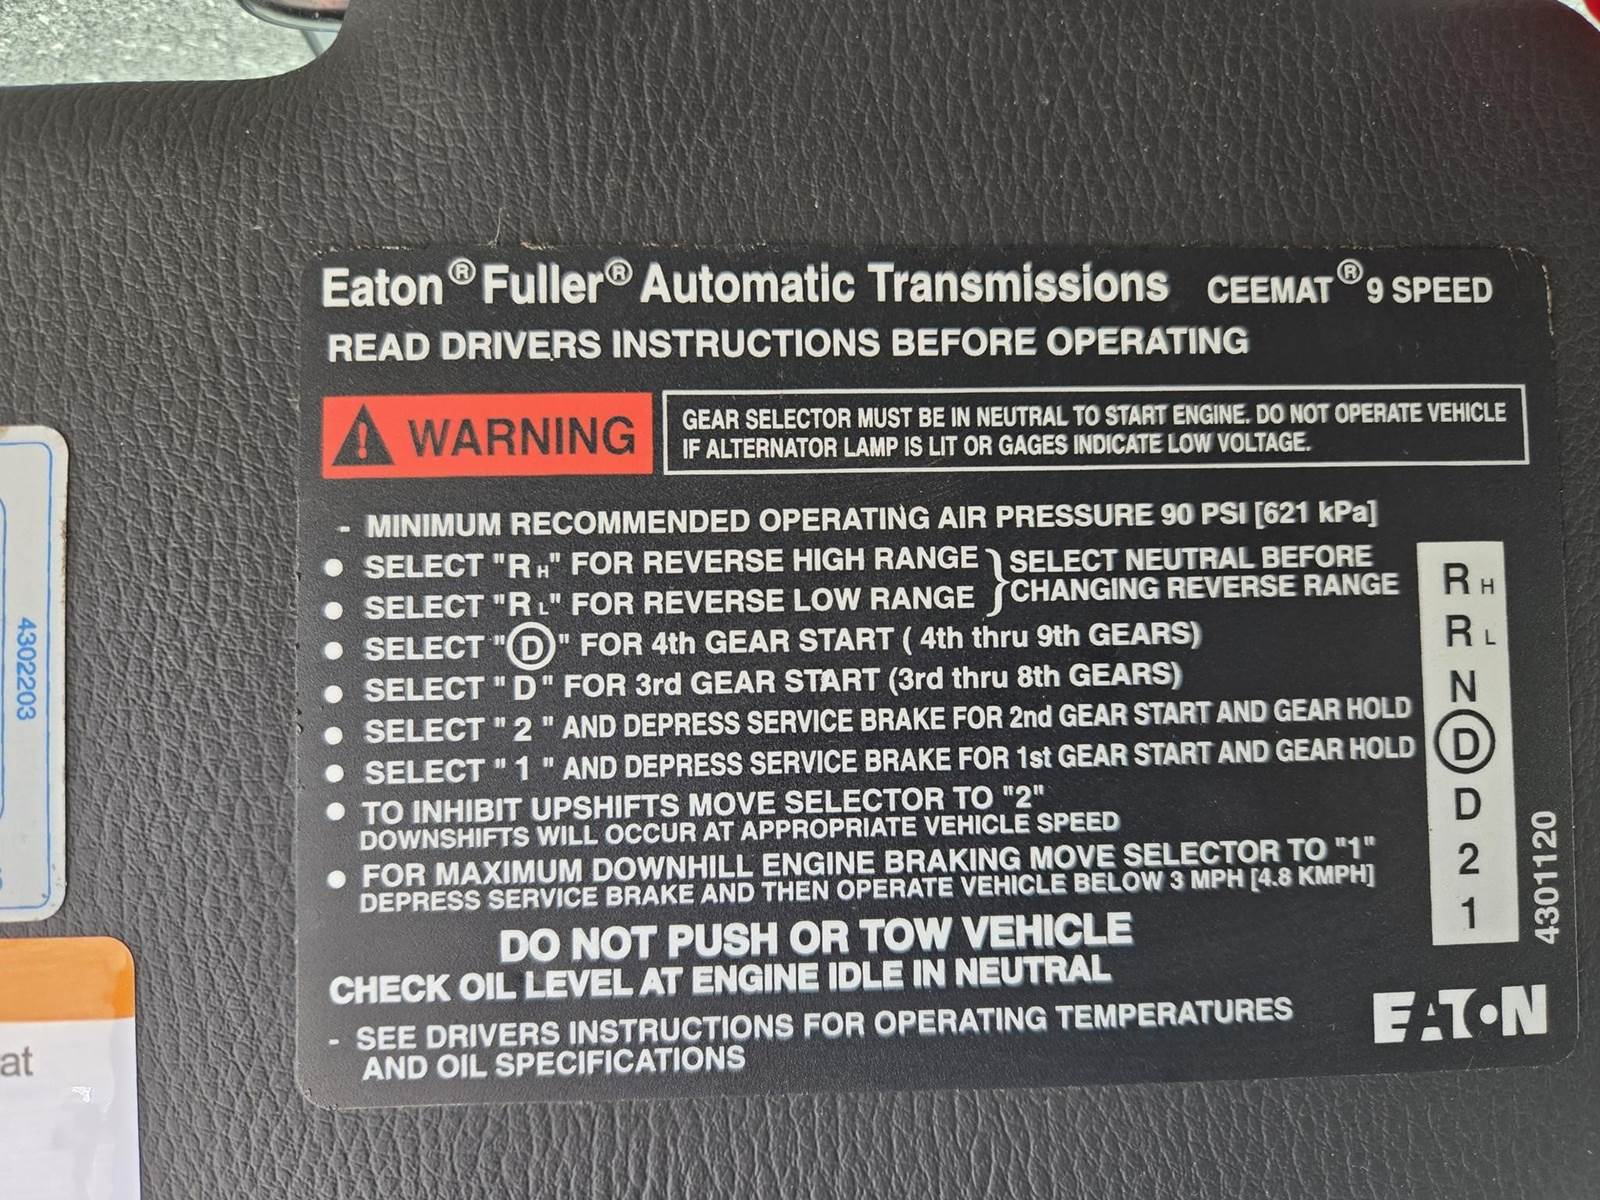 Eaton® Fuller® Automatic Transmissions CEEMAT® 9 SPEED
READ DRIVERS INSTRUCTIONS BEFORE OPERATING
WARNING
GEAR SELECTOR MUST BE IN NEUTRAL TO START ENGINE. DO NOT OPERATE VEHICLE
IF ALTERNATOR LAMP IS LIT OR GAGES INDICATE LOW VOLTAGE.
- MINIMUM RECOMMENDED OPERATING AIR PRESSURE 90 PSI [621 kPa]
● SELECT "R H" FOR REVERSE HIGH RANGE
● SELECT "R L" FOR REVERSE LOW RANGE
} SELECT NEUTRAL BEFORE
CHANGING REVERSE RANGE
● SELECT "Ⓓ" FOR 4th GEAR START ( 4th thru 9th GEARS)
● SELECT "D" FOR 3rd GEAR START (3rd thru 8th GEARS)
● SELECT "2" AND DEPRESS SERVICE BRAKE FOR 2nd GEAR START AND GEAR HOLD
● SELECT "1" AND DEPRESS SERVICE BRAKE FOR 1st GEAR START AND GEAR HOLD
● TO INHIBIT UPSHIFTS MOVE SELECTOR TO "2"
DOWNSHIFTS WILL OCCUR AT APPROPRIATE VEHICLE SPEED
● FOR MAXIMUM DOWNHILL ENGINE BRAKING MOVE SELECTOR TO "1"
DEPRESS SERVICE BRAKE AND THEN OPERATE VEHICLE BELOW 3 MPH [4.8 KMPH]
DO NOT PUSH OR TOW VEHICLE
CHECK OIL LEVEL AT ENGINE IDLE IN NEUTRAL
- SEE DRIVERS INSTRUCTIONS FOR OPERATING TEMPERATURES
AND OIL SPECIFICATIONS
R H
R L
N
Ⓓ
D
2
1
4301120
EATON
4302203
at